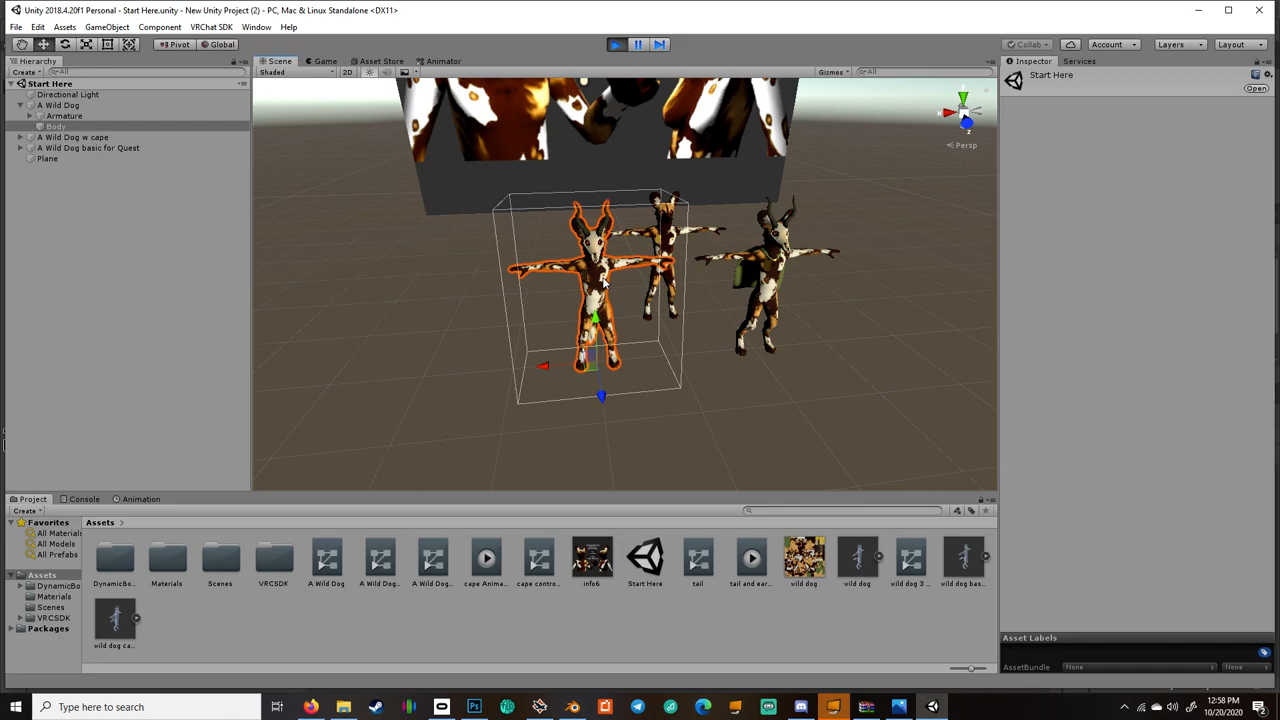 Unity 2018.4.20f1 Personal - Start Here.unity - New Unity Project (2) - PC, Mac & Linux Standalone <DX11>
File Edit Assets GameObject Component VRChat SDK Window Help
Pivot Global Collab Account Layers Layout
Hierarchy Scene Game Asset Store Animator Inspector Services
Create All Shaded 2D Gizmos All Start Here
Open
Start Here
Directional Light
A Wild Dog
Armature
Body
A Wild Dog w cape
A Wild Dog basic for Quest
Plane
x
z
Persp
Project Console Animation
Create
Favorites Assets
All Materials
All Models
All Prefabs
Assets
DynamicBo
Materials
Scenes
VRCSDK
Packages
DynamicBo... Materials Scenes VRCSDK A Wild Dog A Wild Dog... A Wild Dog... cape Anima... cape contro... info6 Start Here tail tail and ear... wild dog wild dog wild dog 3 ... wild dog bas...
wild dog ca...
Asset Labels
AssetBundle None None
Type here to search
12:58 PM
10/20/2020
2